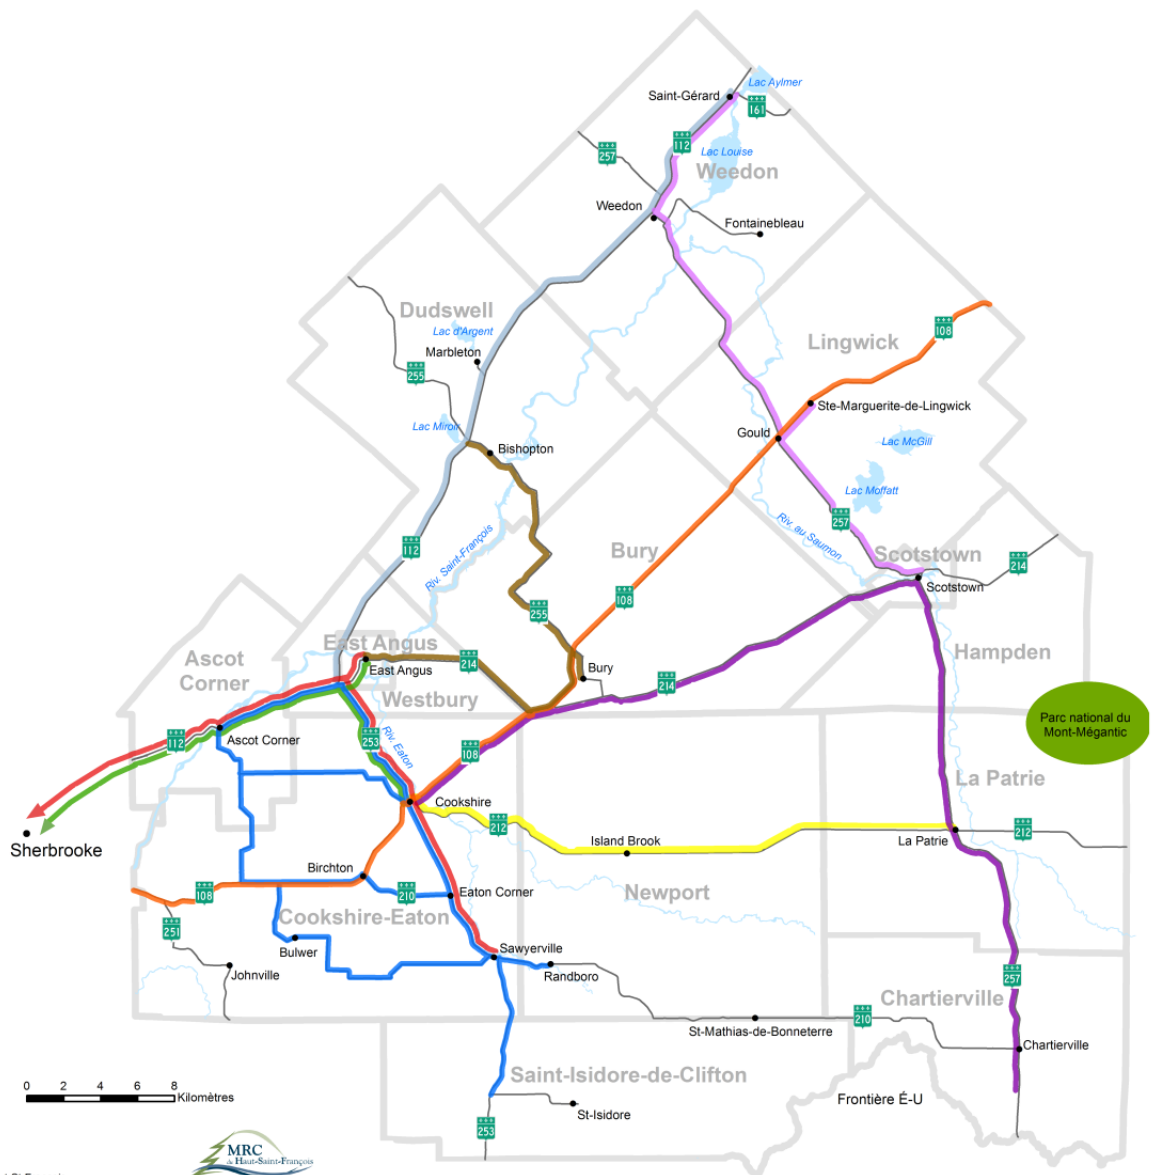 Lac Aylmer
Saint-Gérard
161
112
257
Lac Louise
Weedon
Weedon
Fontainebleau
Dudswell
Lac d'Argent
Marbleton
255
108
Lingwick
Ste-Marguerite-de-Lingwick
Lac Miroir
Gould
Lac McGill
Bishopton
Lac Moffatt
257
Riv. au Saumon
112
Riv. Saint-François
Bury
Scotstown
214
Scotstown
108
255
East Angus
East Angus
214
Ascot
Corner
Hampden
Bury
214
Westbury
Parc national du
Mont-Mégantic
112
Ascot Corner
253
Riv. Eaton
108
La Patrie
Cookshire
212
Sherbrooke
Island Brook
La Patrie
212
Birchton
108
210
Eaton Corner
Newport
Cookshire-Eaton
251
Bulwer
Sawyerville
Johnville
Randboro
257
Chartierville
St-Mathias-de-Bonneterre
210
Chartierville
Saint-Isidore-de-Clifton
0 2 4 6 8
Kilomètres
Frontière É-U
St-Isidore
253
MRC
du Haut-Saint-François